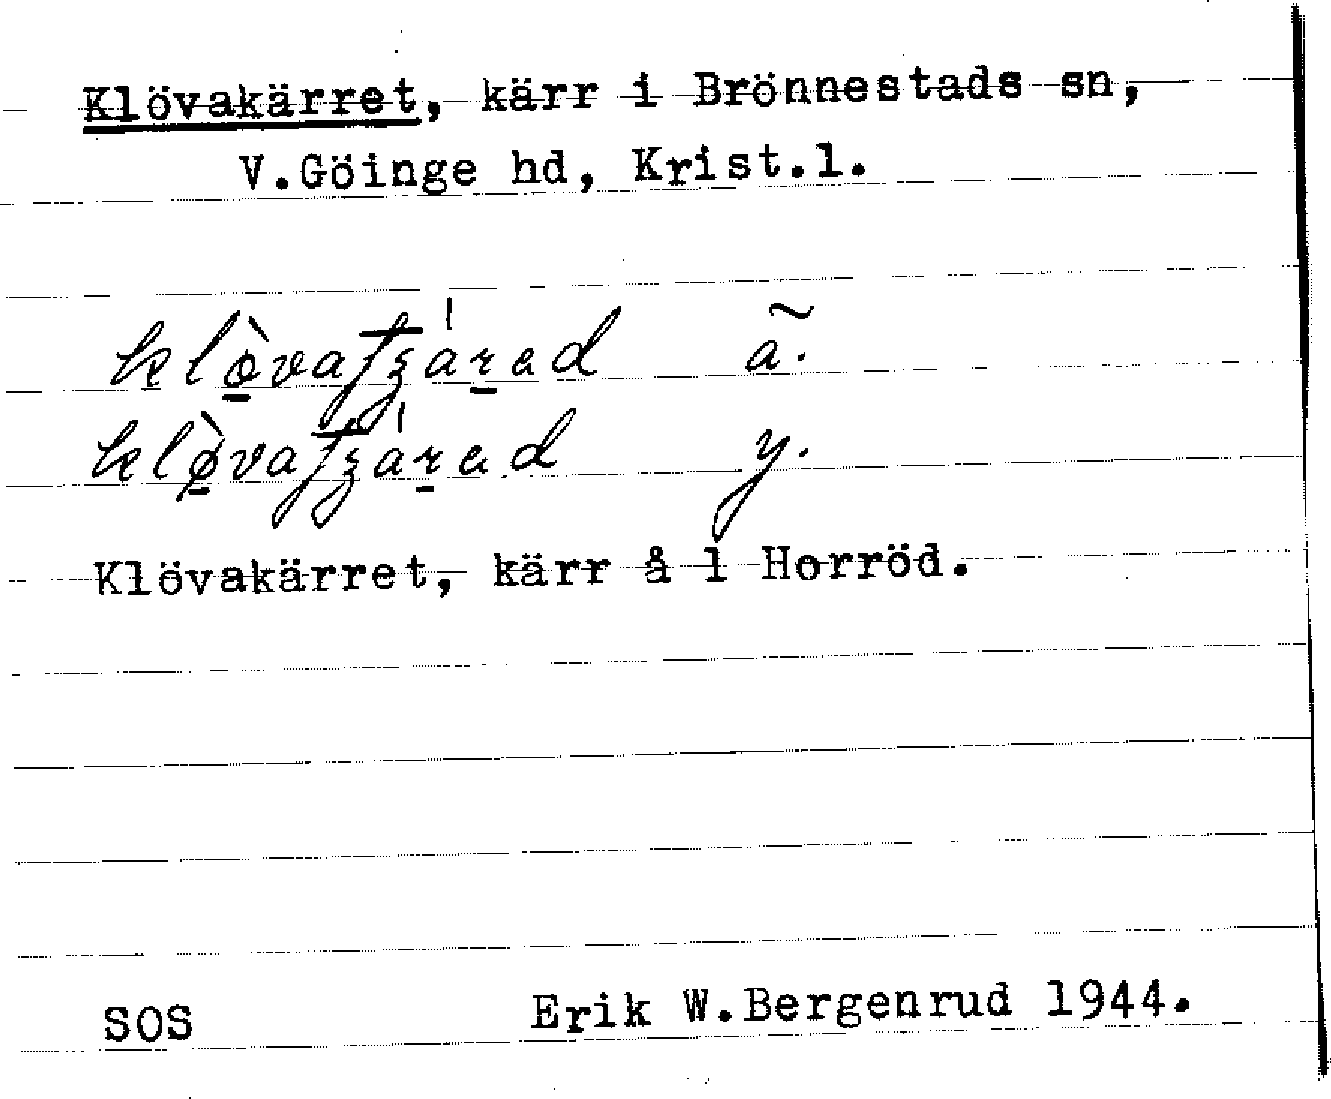 Klövakärret, kärr i Brönnestads sn,
V.Göinge hd, Krist.l.
ã.
y.
Klövakärret, kärr å l Horröd.
SOS Erik W.Bergenrud 1944.